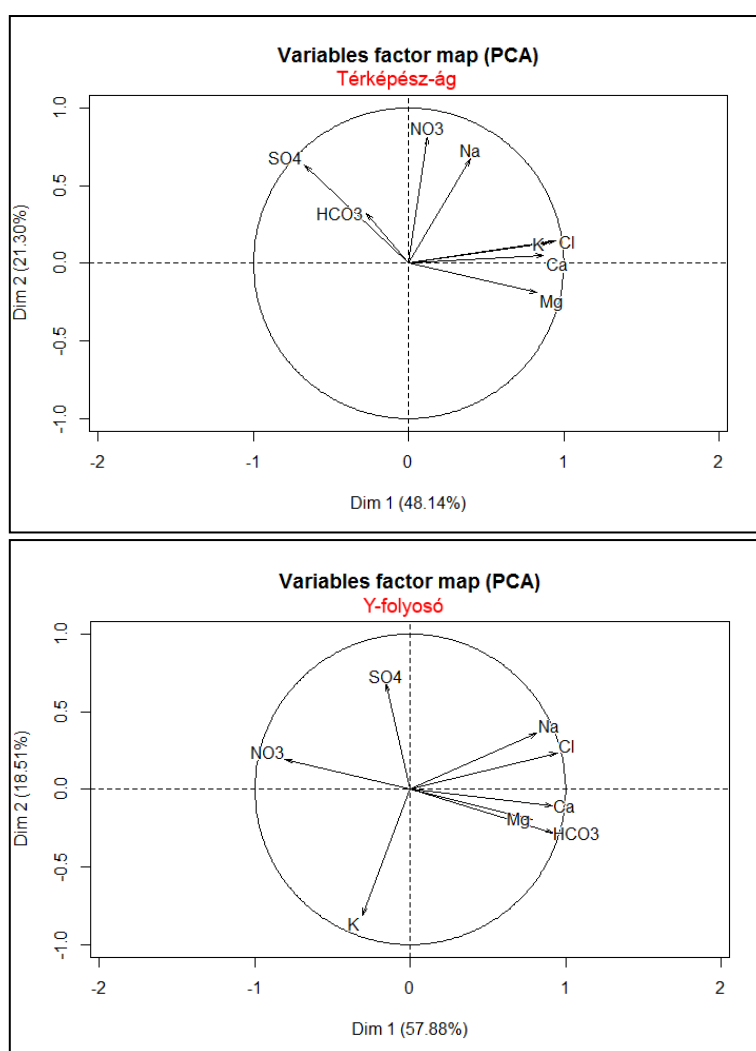 Variables factor map (PCA)
Térképész-ág
1.0
0.5
0.0
-0.5
-1.0
Dim 2 (21.30%)
NO3
Na
SO4
HCO3
K
Cl
Ca
Mg
-2
-1
0
1
2
Dim 1 (48.14%)
Variables factor map (PCA)
Y-folyosó
1.0
0.5
0.0
-0.5
-1.0
Dim 2 (18.51%)
SO4
Na
Cl
NO3
Ca
Mg
HCO3
K
-2
-1
0
1
2
Dim 1 (57.88%)